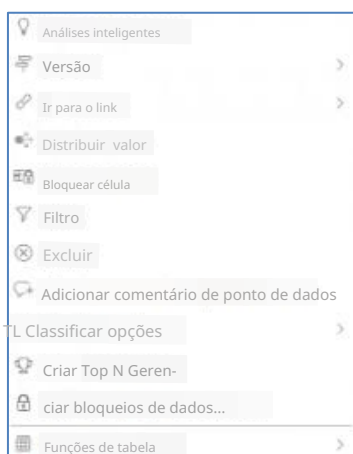 Análises inteligentes
Versão
Ir para o link
Distribuir valor
Bloquear célula
Filtro
Excluir
Adicionar comentário de ponto de dados
TL Classificar opções
Criar Top N Geren-
ciar bloqueios de dados...
Funções de tabela